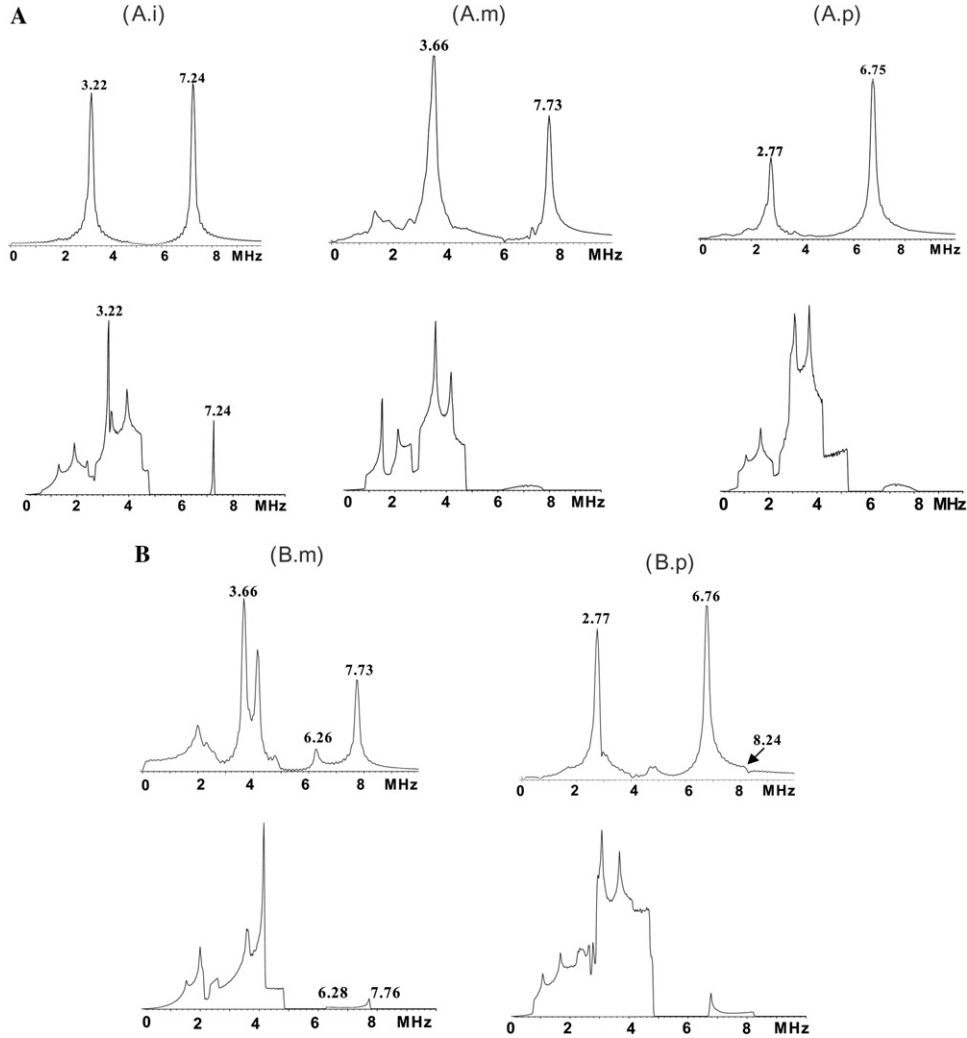 A (A.i) (A.m) (A.p)
3.22 7.24
3.66 7.73
2.77 6.75
0 2 4 6 8 MHz
0 2 4 6 8 MHz
0 2 4 6 8 MHz
3.22 7.24
0 2 4 6 8 MHz
0 2 4 6 8 MHz
0 2 4 6 8 MHz
B (B.m) (B.p)
3.66 6.26 7.73
2.77 6.76 8.24
0 2 4 6 8 MHz
0 2 4 6 8 MHz
6.28 7.76
0 2 4 6 8 MHz
0 2 4 6 8 MHz